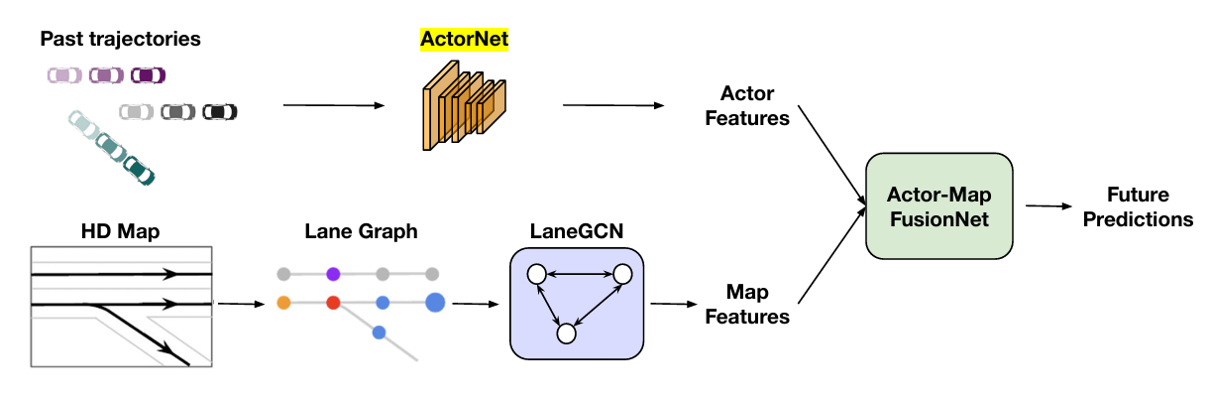 Past trajectories
ActorNet
Actor
Features
Actor-Map
FusionNet
Future
Predictions
HD Map
Lane Graph
LaneGCN
Map
Features